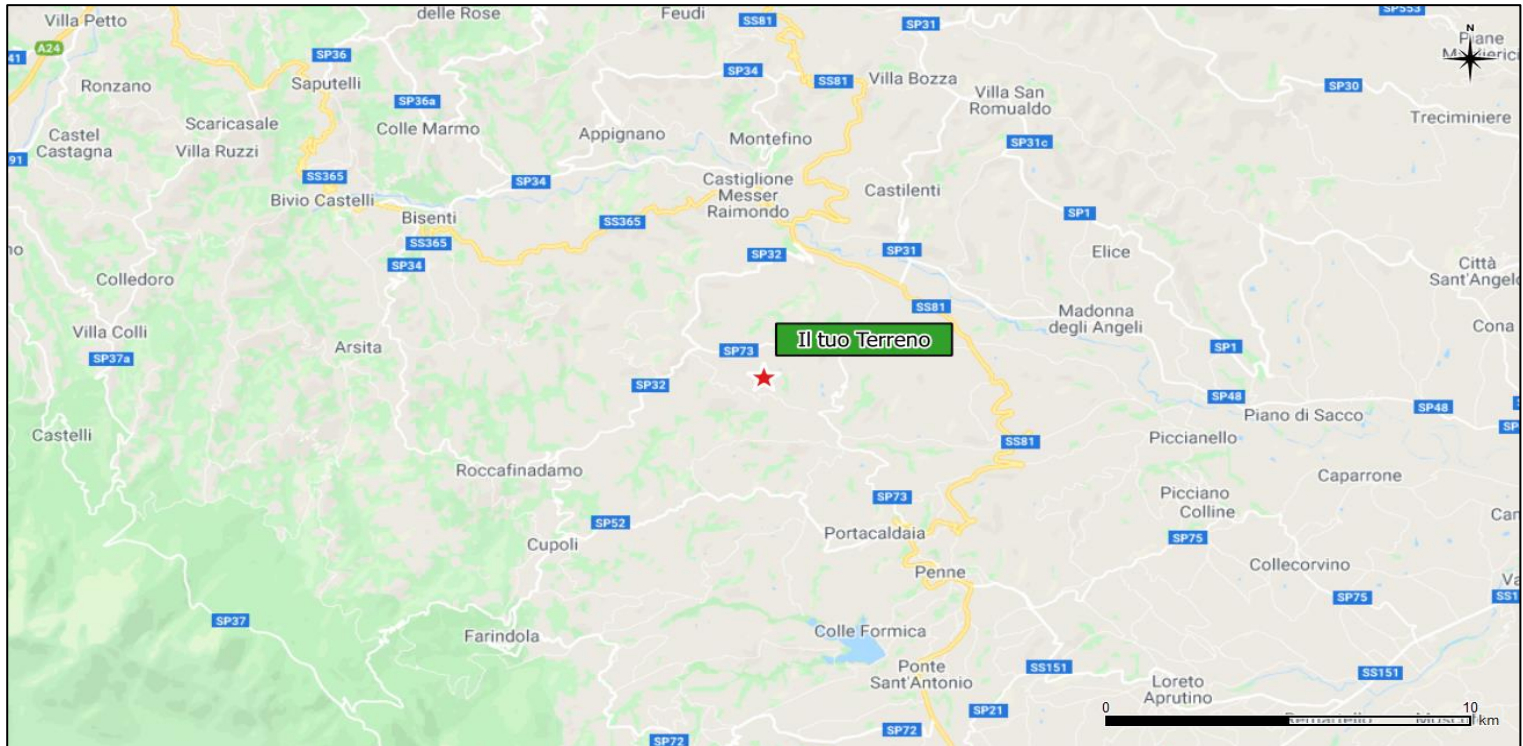 Villa Petto
delle Rose
Feudi
SS81
SP31
SP553
N
Piane
A24
41
SP36
Ronzano
Saputelli
SP34
SS81
Villa Bozza
SP30
SP36a
Villa San
Romualdo
Treciminiere
Scaricasale
Colle Marmo
Appignano
Montefino
Castel
Castagna
Villa Ruzzi
SP31c
91
SS365
SP34
Castiglione
Messer
Raimondo
Castilenti
Bivio Castelli
Bisenti
SS365
SP1
SS365
SP34
SP32
SP31
Elice
Città
Sant'Angelo
no
Colledoro
SS81
Madonna
degli Angeli
Villa Colli
Il tuo Terreno
Cona
SP37a
Arsita
SP73
SP1
SP32
SP48
SP48
Piano di Sacco
Castelli
SS81
Piccianello
SP
Roccafinadamo
Caparrone
SP73
Picciano
Colline
SP52
Portacaldaia
Cupoli
SP75
Collecorvino
Penne
SP75
SS1
SP37
Farindola
Colle Formica
Ponte
Sant'Antonio
SS151
SS151
Loreto
Aprutino
SP21
0
10
km
SP72
SP72